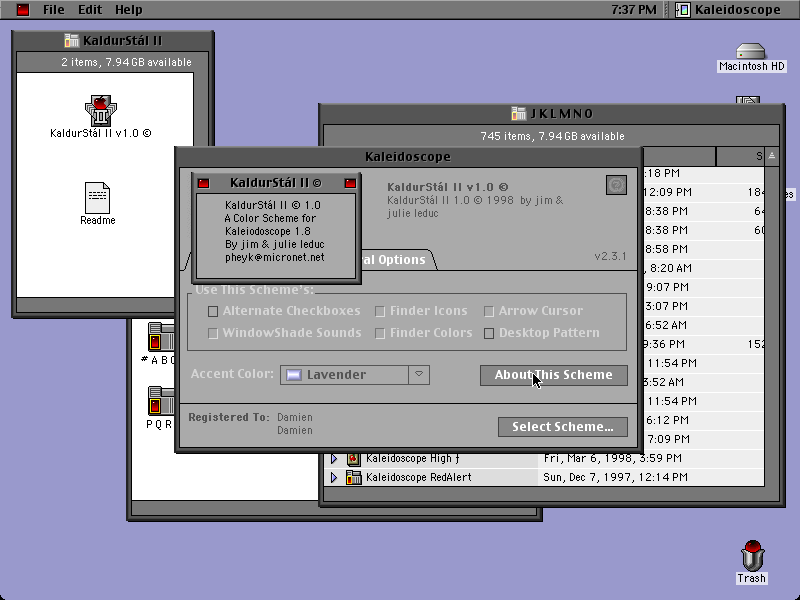 File Edit Help
7:37 PM
Kaleidoscope
KaldurStál II
2 items, 7.94 GB available
KaldurStál II v1.0 ©
Readme
Macintosh HD
JKLMNO
745 items, 7.94 GB available
S
:18 PM
12:09 PM 184
8:38 PM 64
8:38 PM 60
8:58 PM
, 8:20 AM
9:07 PM
3:07 PM
6:52 AM
9:36 PM 152
11:54 PM
3:52 AM
11:54 PM
6:12 PM
7:09 PM
Kaleidoscope High ƒ Fri, Mar 6, 1998, 3:59 PM
Kaleidoscope RedAlert Sun, Dec 7, 1997, 12:14 PM
Kaleidoscope
KaldurStál II ©
KaldurStál II © 1.0
A Color Scheme for
Kaleiodoscope 1.8
By jim & julie leduc
pheyk@micronet.net
KaldurStál II v1.0 ©
KaldurStál II 1.0 © 1998 by jim &
julie leduc
al Options
v2.3.1
Use This Scheme's:
Alternate Checkboxes Finder Icons Arrow Cursor
WindowShade Sounds Finder Colors Desktop Pattern
Accent Color: Lavender
About This Scheme
Registered To: Damien
Damien
Select Scheme...
# A B C
P Q R
es
Trash